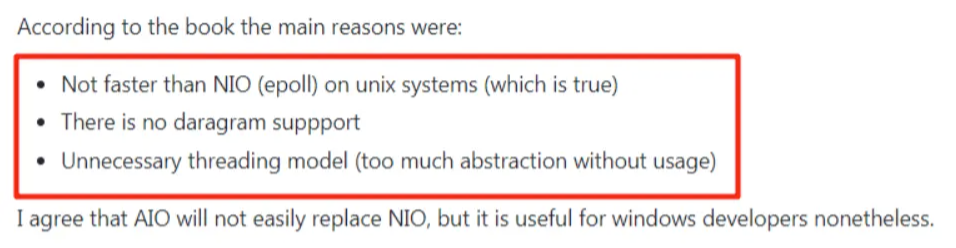 According to the book the main reasons were:
• Not faster than NIO (epoll) on unix systems (which is true)
• There is no daragram suppport
• Unnecessary threading model (too much abstraction without usage)
I agree that AIO will not easily replace NIO, but it is useful for windows developers nonetheless.